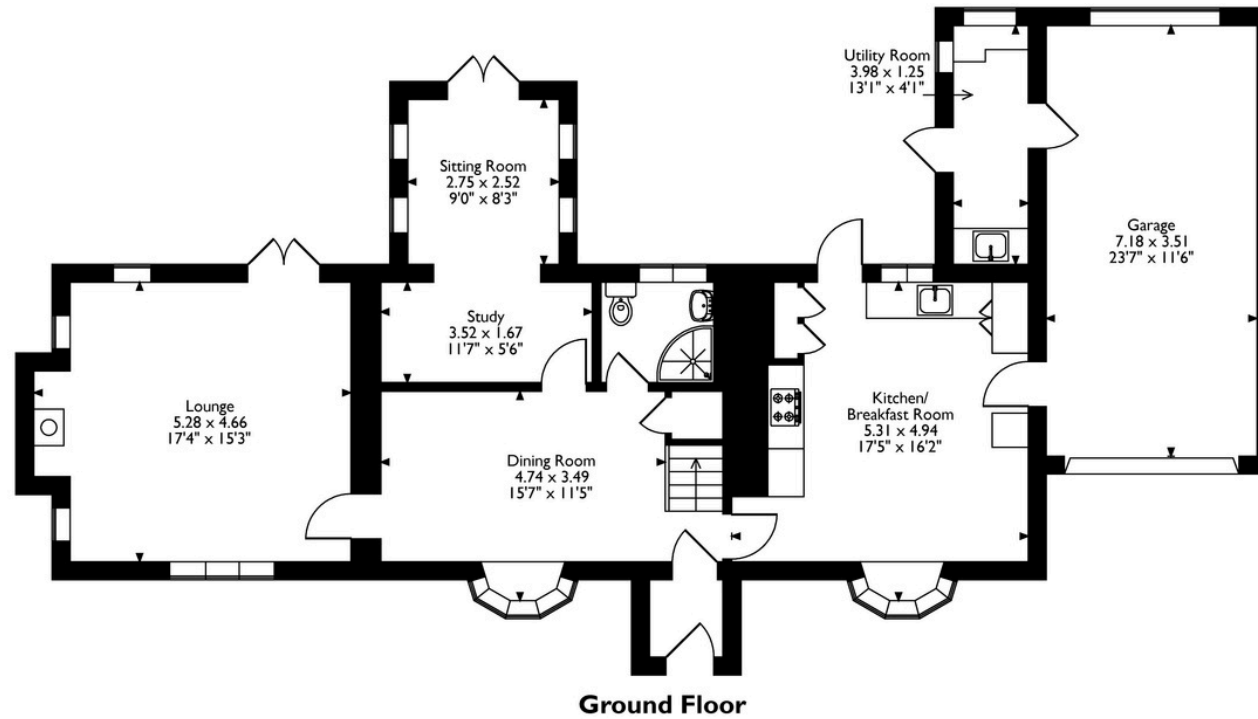 Utility Room
3.98 x 1.25
13'1" x 4'1"
Sitting Room
2.75 x 2.52
9'0" x 8'3"
Garage
7.18 x 3.51
23'7" x 11'6"
Study
3.52 x 1.67
11'7" x 5'6"
Lounge
5.28 x 4.66
17'4" x 15'3"
Kitchen/
Breakfast Room
5.31 x 4.94
17'5" x 16'2"
Dining Room
4.74 x 3.49
15'7" x 11'5"
Ground Floor